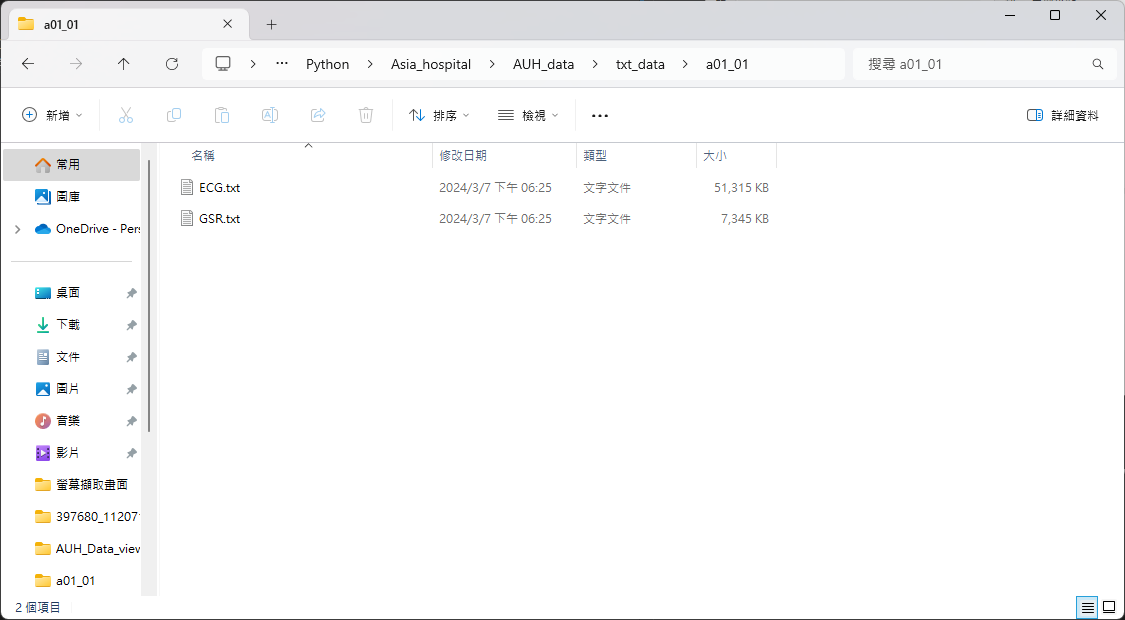 a01_01
Python > Asia_hospital > AUH_data > txt_data > a01_01
搜尋 a01_01
新增
排序
檢視
詳細資料
名稱 修改日期 類型 大小
ECG.txt 2024/3/7 下午 06:25 文字文件 51,315 KB
GSR.txt 2024/3/7 下午 06:25 文字文件 7,345 KB
常用
圖庫
OneDrive - Pers
桌面
下載
文件
圖片
音樂
影片
螢幕擷取畫面
397680_11207
AUH_Data_view
a01_01
2 個項目